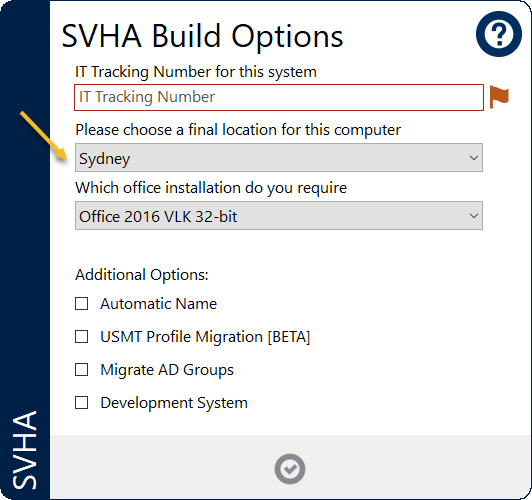 SVHA Build Options
?
IT Tracking Number for this system
IT Tracking Number
Please choose a final location for this computer
Sydney
Which office installation do you require
Office 2016 VLK 32-bit
Additional Options:
Automatic Name
USMT Profile Migration [BETA]
Migrate AD Groups
Development System
SVHA